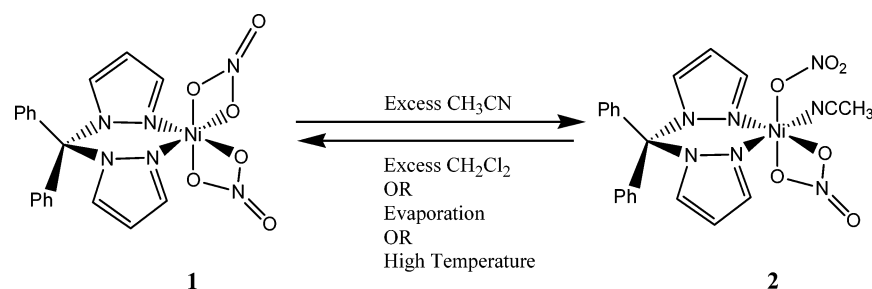 O
N
O
O
Ph
N
N
Ni
O
Ph
N
N
O
N
O
1
Excess CH₃CN
Excess CH₂Cl₂
OR
Evaporation
OR
High Temperature
NO₂
O
Ph
N
N
NCCH₃
Ni
Ph
N
N
O
O
N
O
2